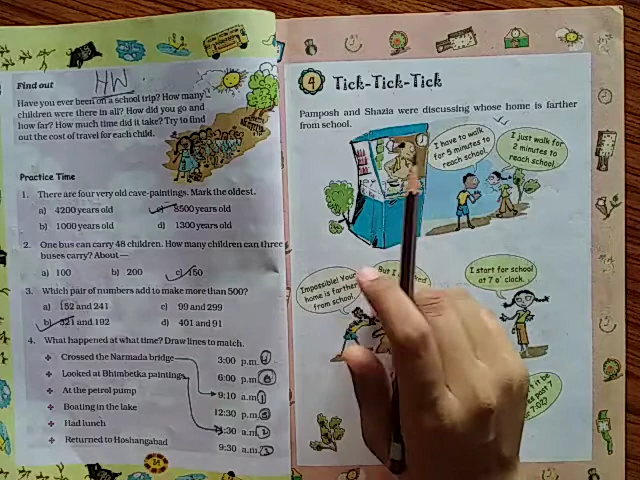 HW
Find out
Have you ever been on a school trip? How many
children were there in all? How did you go and
how far? How much time did it take? Try to find
out the cost of travel for each child.
Practice Time
1. There are four very old cave-paintings. Mark the oldest.
a) 4200 years old c) 8500 years old
b) 1000 years old d) 1300 years old
2. One bus can carry 48 children. How many children can three
buses carry? About —
a) 100 b) 200 c) 150
3. Which pair of numbers add to make more than 500?
a) 152 and 241 c) 99 and 299
b) 321 and 192 d) 401 and 91
4. What happened at what time? Draw lines to match.
Crossed the Narmada bridge 3:00 p.m.
Looked at Bhimbetka paintings 6:00 p.m.
At the petrol pump 9:10 a.m. 1
Boating in the lake 12:30 p.m.
Had lunch :30 a.m. 2
Returned to Hoshangabad 9:30 a.m.
4 Tick-Tick-Tick
Pamposh and Shazia were discussing whose home is farther
from school.
I have to walk
for 5 minutes to
reach school.
I just walk for
2 minutes to
reach school.
Impossible! Your
home is farther
from school.
But I
I start for school
at 7 o' clock.
it be
past 7
7:02?